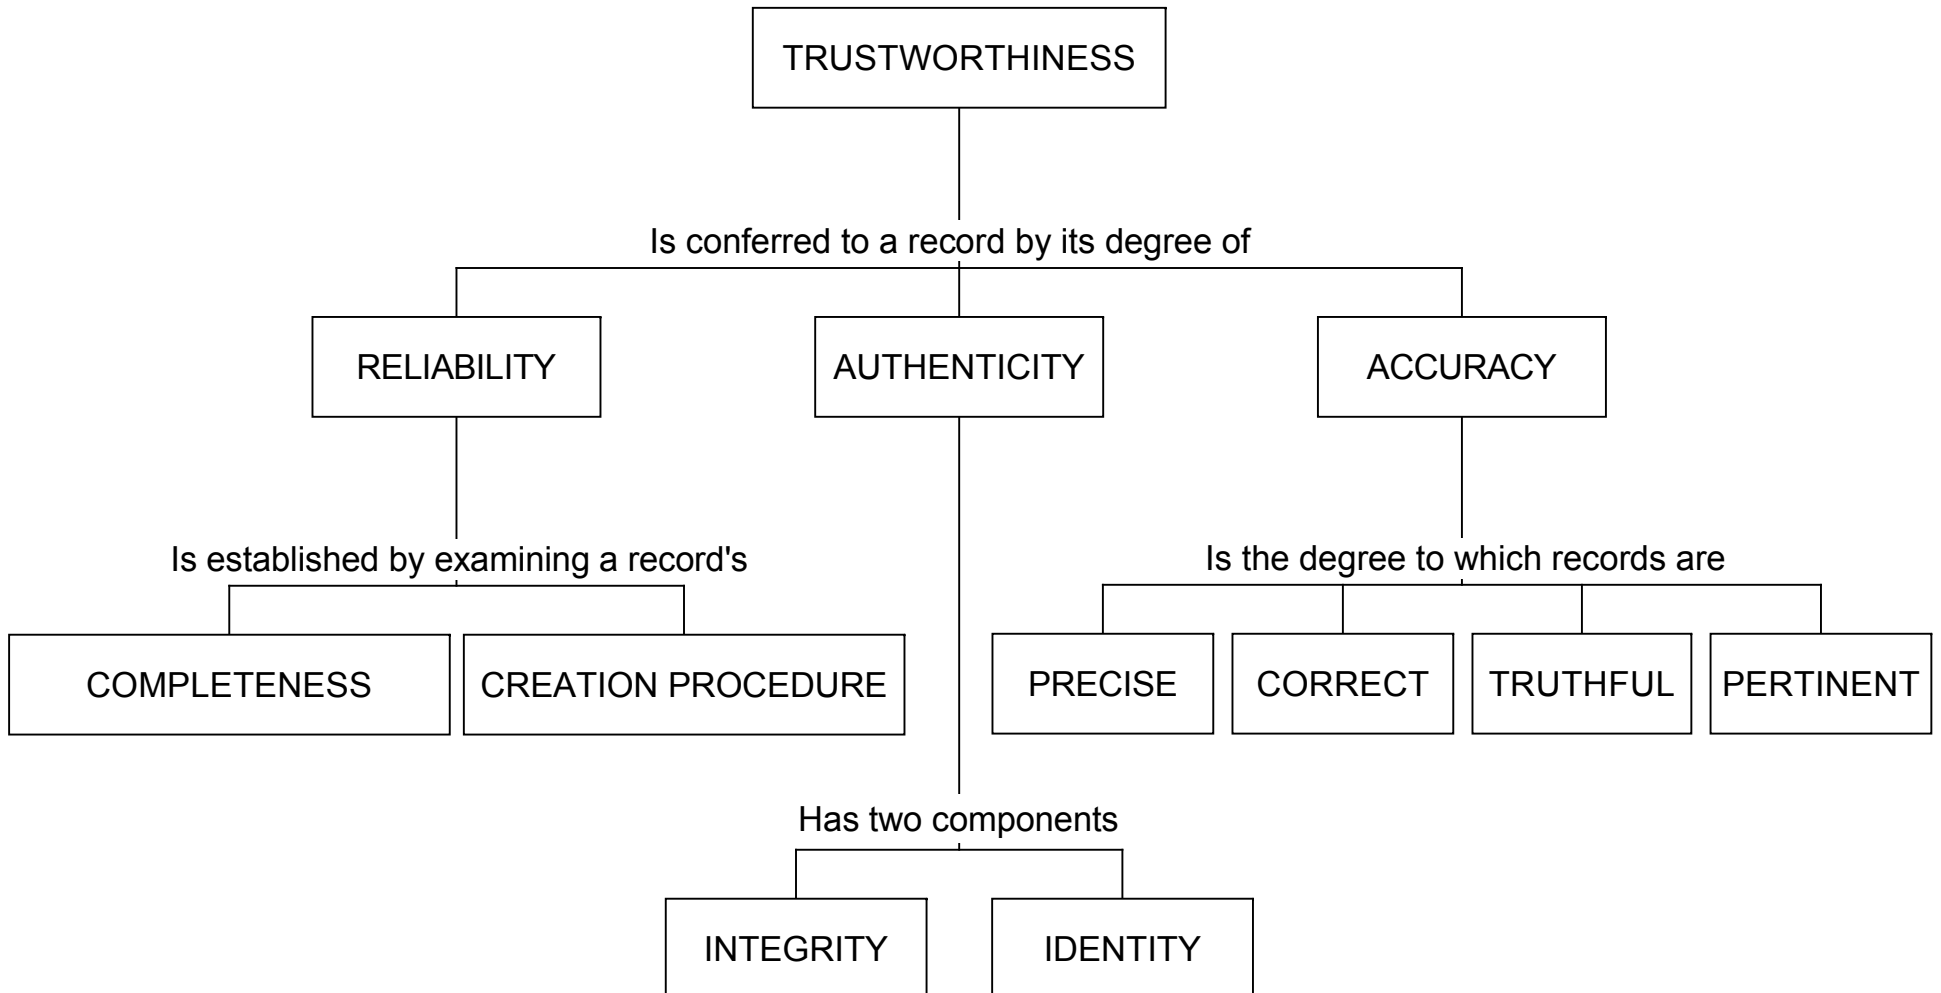 TRUSTWORTHINESS
Is conferred to a record by its degree of
RELIABILITY
AUTHENTICITY
ACCURACY
Is established by examining a record's
Is the degree to which records are
COMPLETENESS
CREATION PROCEDURE
PRECISE
CORRECT
TRUTHFUL
PERTINENT
Has two components
INTEGRITY
IDENTITY